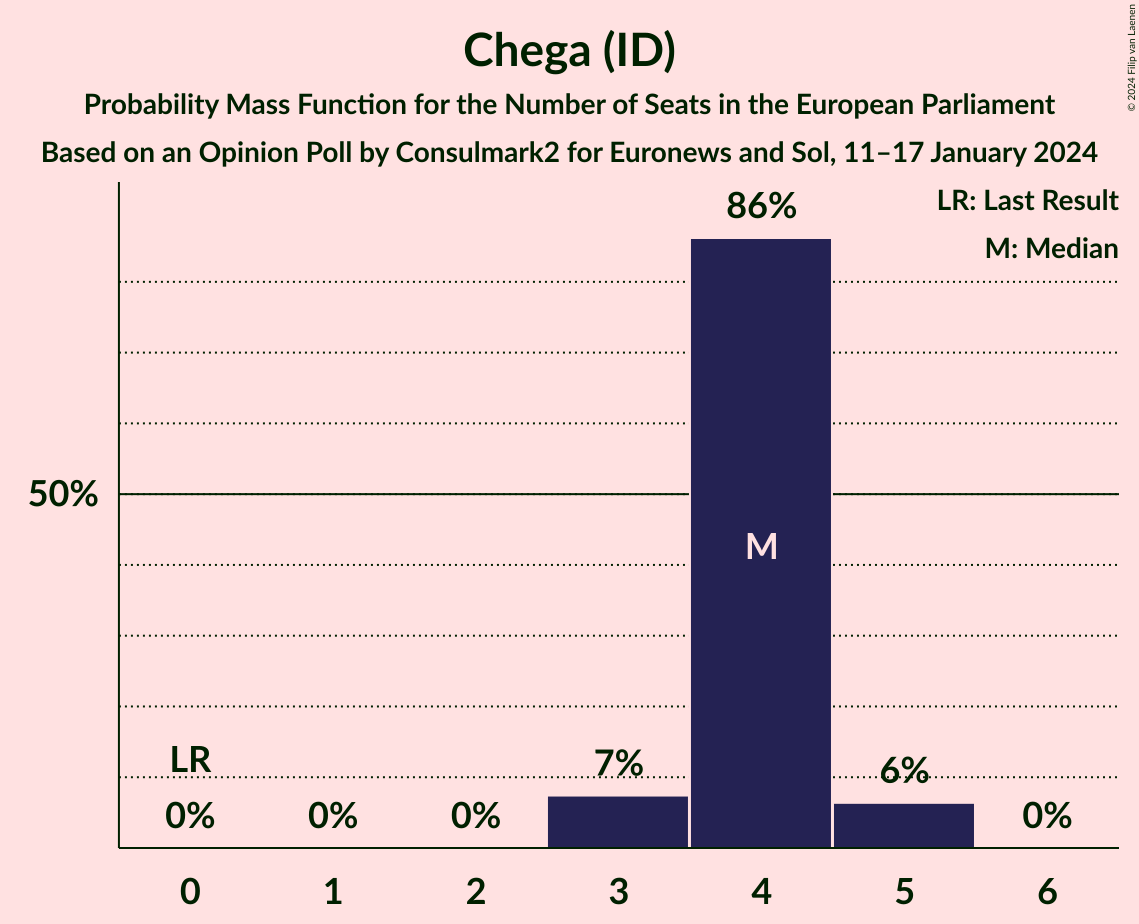 Chega (ID)
Probability Mass Function for the Number of Seats in the European Parliament
Based on an Opinion Poll by Consulmark2 for Euronews and Sol, 11–17 January 2024
© 2024 Filip van Laenen
LR: Last Result
M: Median
86%
50%
M
LR
0%
0%
0%
7%
6%
0%
0 1 2 3 4 5 6